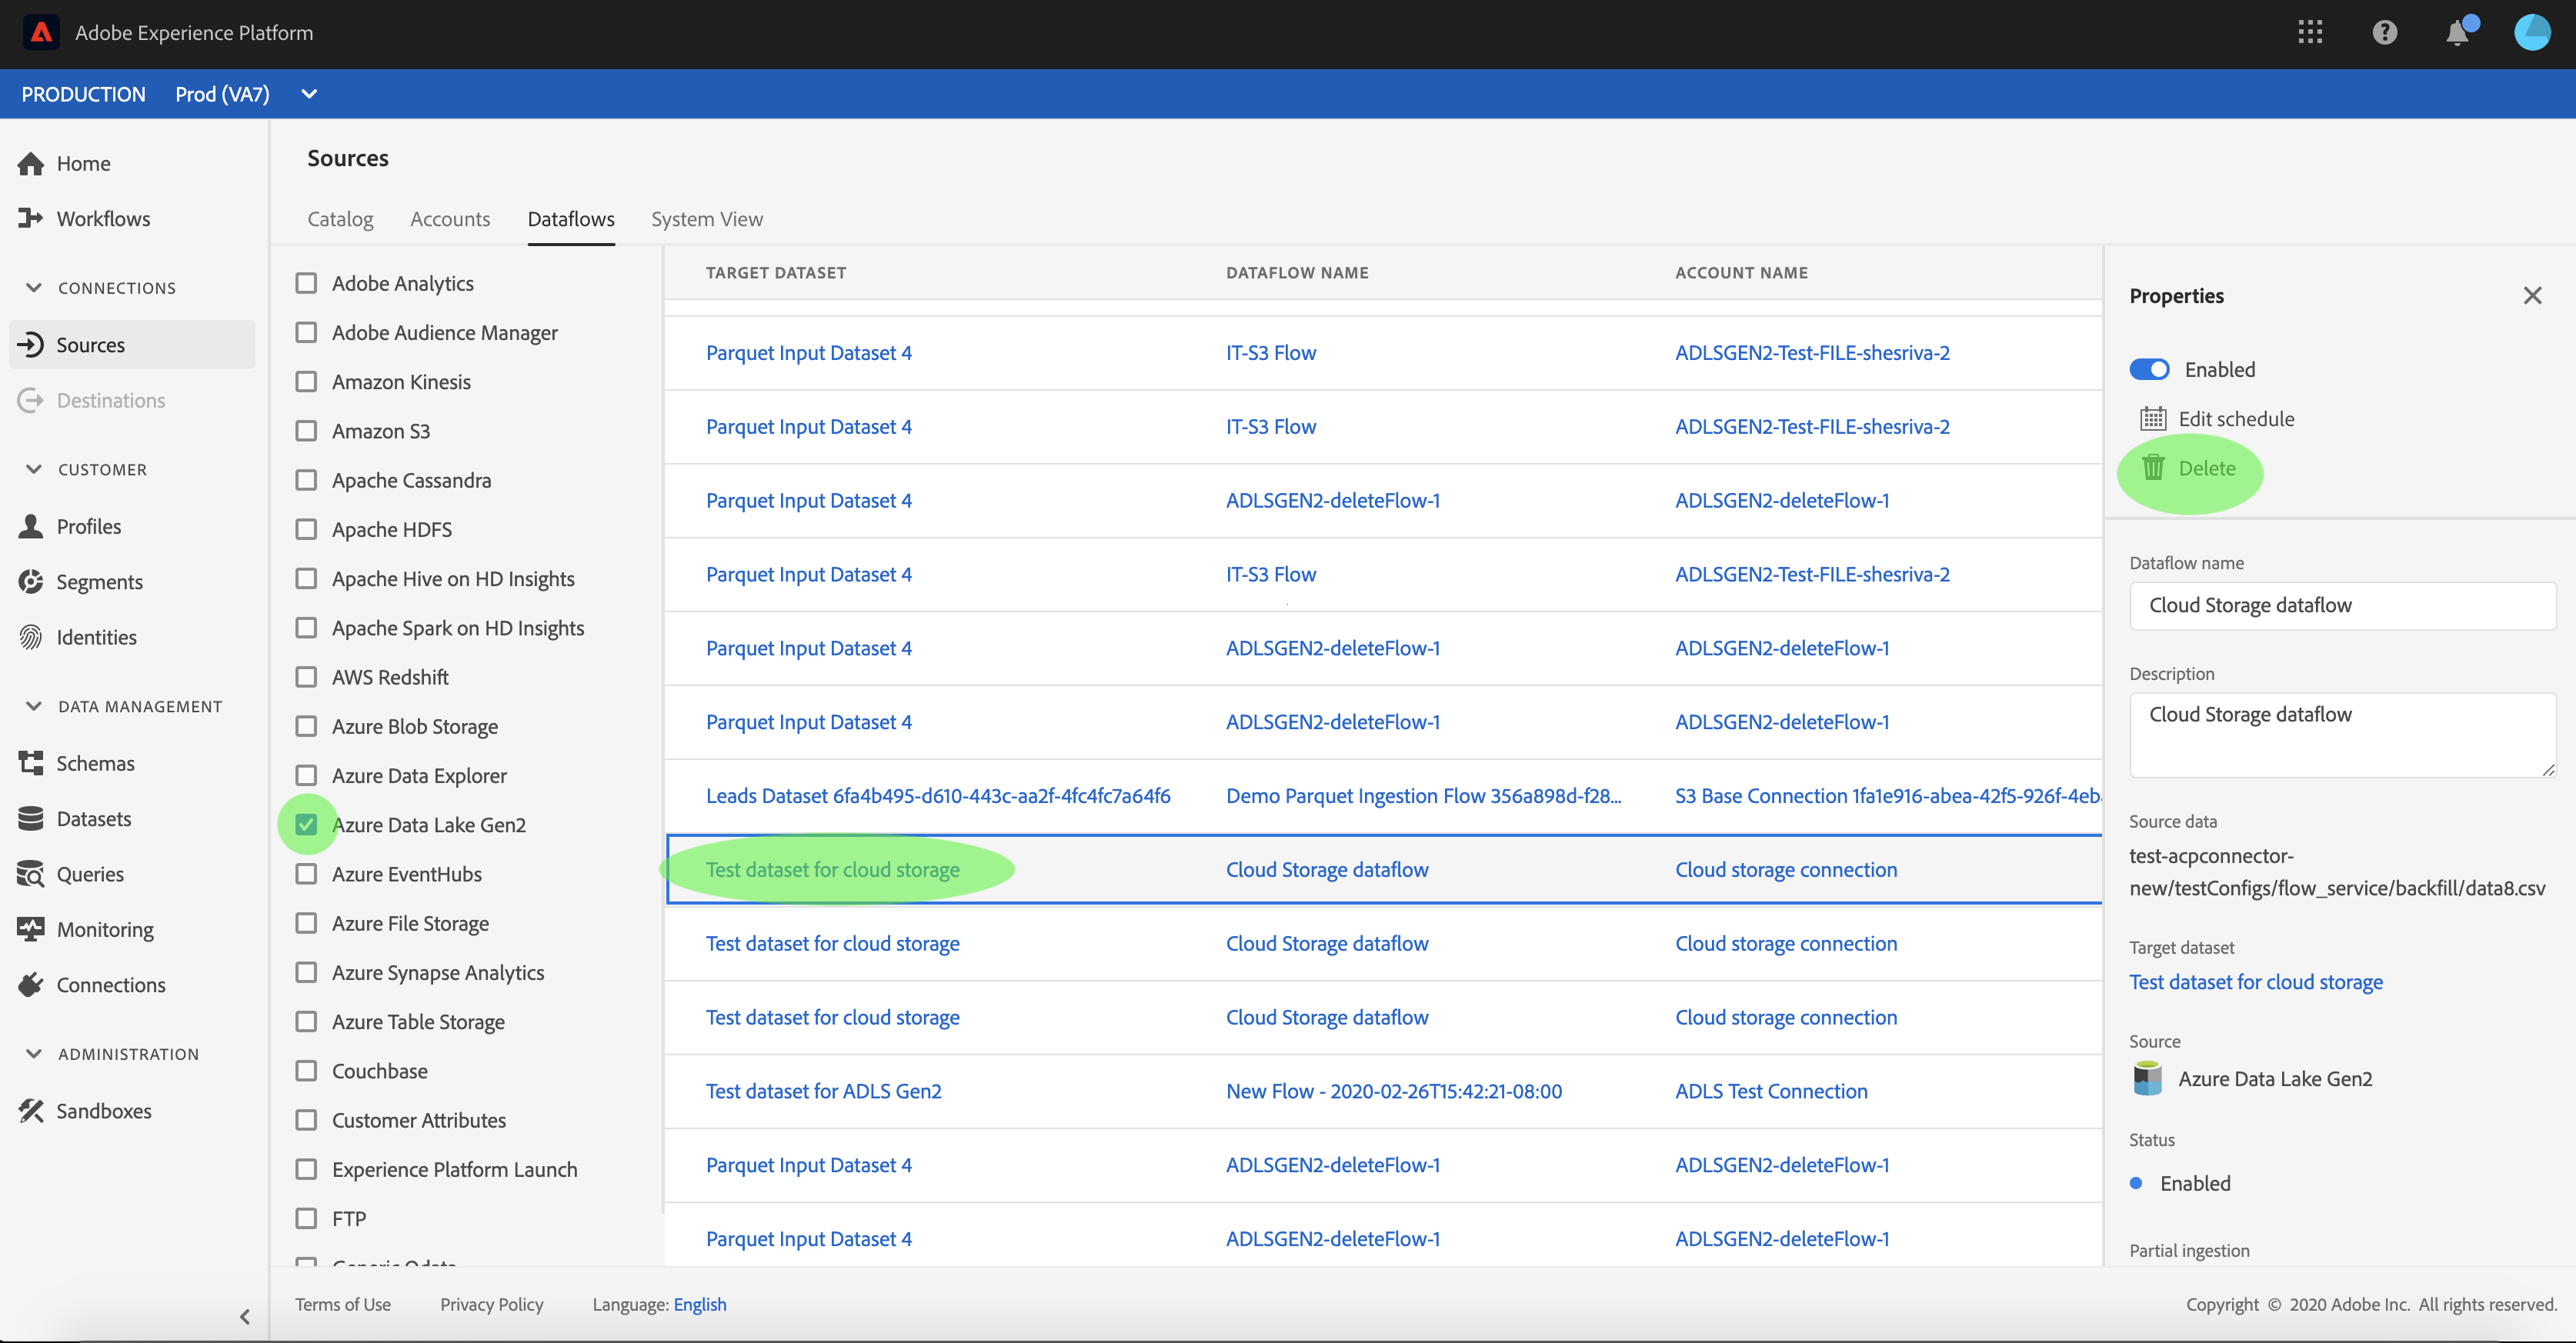 Adobe Experience Platform
PRODUCTION Prod (VA7)
Home
Workflows
CONNECTIONS
Sources
Destinations
CUSTOMER
Profiles
Segments
Identities
DATA MANAGEMENT
Schemas
Datasets
Queries
Monitoring
Connections
ADMINISTRATION
Sandboxes
Sources
Catalog Accounts Dataflows System View
Adobe Analytics
Adobe Audience Manager
Amazon Kinesis
Amazon S3
Apache Cassandra
Apache HDFS
Apache Hive on HD Insights
Apache Spark on HD Insights
AWS Redshift
Azure Blob Storage
Azure Data Explorer
Azure Data Lake Gen2
Azure EventHubs
Azure File Storage
Azure Synapse Analytics
Azure Table Storage
Couchbase
Customer Attributes
Experience Platform Launch
FTP
Generic Odata
TARGET DATASET DATAFLOW NAME ACCOUNT NAME
Parquet Input Dataset 4 IT-S3 Flow ADLSGEN2-Test-FILE-shesriva-2
Parquet Input Dataset 4 IT-S3 Flow ADLSGEN2-Test-FILE-shesriva-2
Parquet Input Dataset 4 ADLSGEN2-deleteFlow-1 ADLSGEN2-deleteFlow-1
Parquet Input Dataset 4 IT-S3 Flow ADLSGEN2-Test-FILE-shesriva-2
Parquet Input Dataset 4 ADLSGEN2-deleteFlow-1 ADLSGEN2-deleteFlow-1
Parquet Input Dataset 4 ADLSGEN2-deleteFlow-1 ADLSGEN2-deleteFlow-1
Leads Dataset 6fa4b495-d610-443c-aa2f-4fc4fc7a64f6 Demo Parquet Ingestion Flow 356a898d-f28... S3 Base Connection 1fa1e916-abea-42f5-926f-4eb
Test dataset for cloud storage Cloud Storage dataflow Cloud storage connection
Test dataset for cloud storage Cloud Storage dataflow Cloud storage connection
Test dataset for cloud storage Cloud Storage dataflow Cloud storage connection
Test dataset for ADLS Gen2 New Flow - 2020-02-26T15:42:21-08:00 ADLS Test Connection
Parquet Input Dataset 4 ADLSGEN2-deleteFlow-1 ADLSGEN2-deleteFlow-1
Parquet Input Dataset 4 ADLSGEN2-deleteFlow-1 ADLSGEN2-deleteFlow-1
Properties
Enabled
Edit schedule
Delete
Dataflow name
Cloud Storage dataflow
Description
Cloud Storage dataflow
Source data
test-acpconnector-
new/testConfigs/flow_service/backfill/data8.csv
Target dataset
Test dataset for cloud storage
Source
Azure Data Lake Gen2
Status
Enabled
Partial ingestion
Terms of Use Privacy Policy Language: English Copyright © 2020 Adobe Inc. All rights reserved.